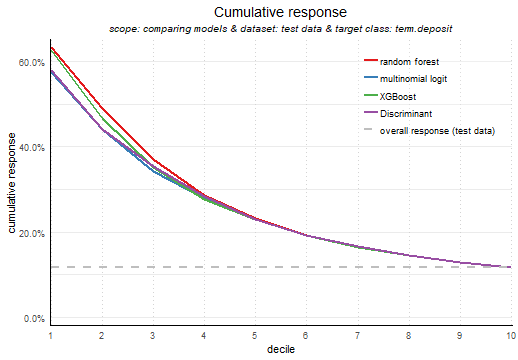 Cumulative response
scope: comparing models & dataset: test data & target class: term.deposit
random forest
multinomial logit
XGBoost
Discriminant
overall response (test data)
cumulative response
60.0%
40.0%
20.0%
0.0%
1 2 3 4 5 6 7 8 9 10
decile